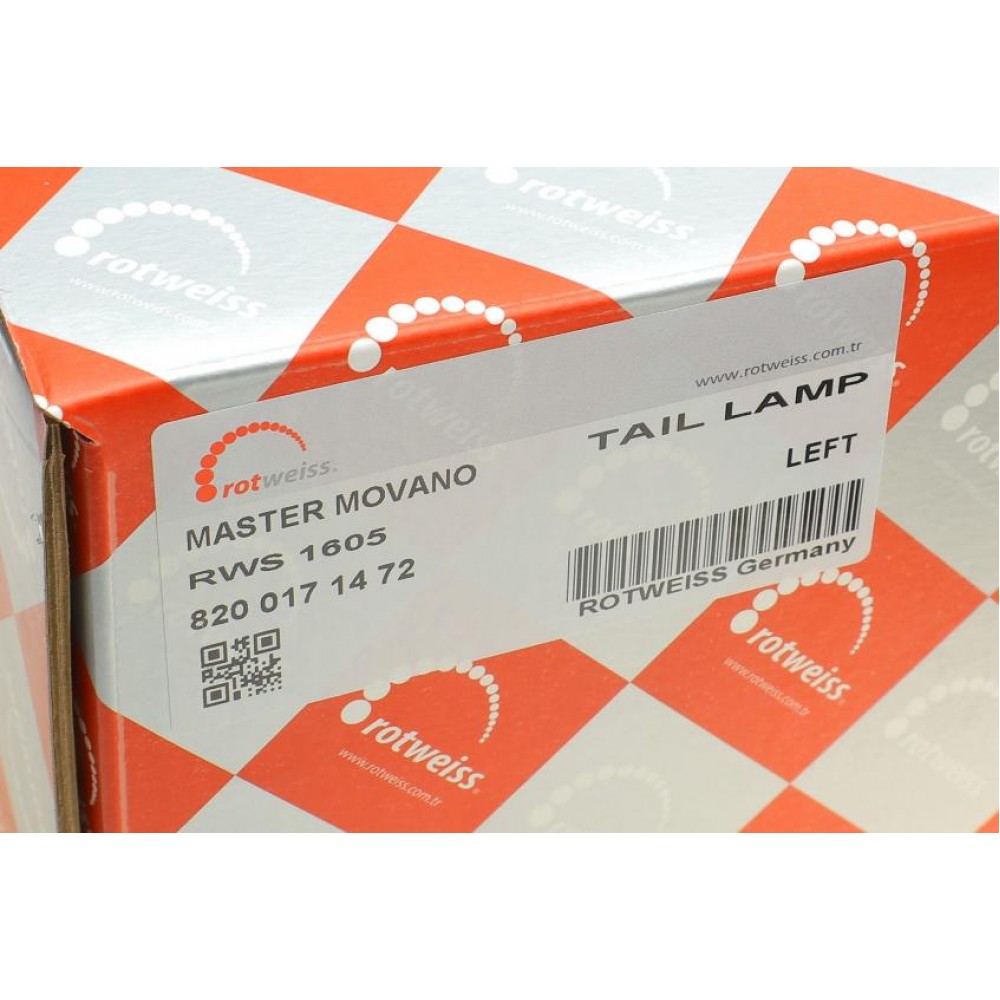 rotweiss
www.rotweiss.com.tr
rotweiss®
www.rotweiss.com.tr
rotweiss
www.rotweiss.com.tr
TAIL LAMP
LEFT
rotweiss®
MASTER MOVANO
RWS 1605
820 017 14 72
ROTWEISS Germany
rotweiss®
www.rotweiss.com.tr
rotweiss®
www.rotweiss.com.tr
rotweiss